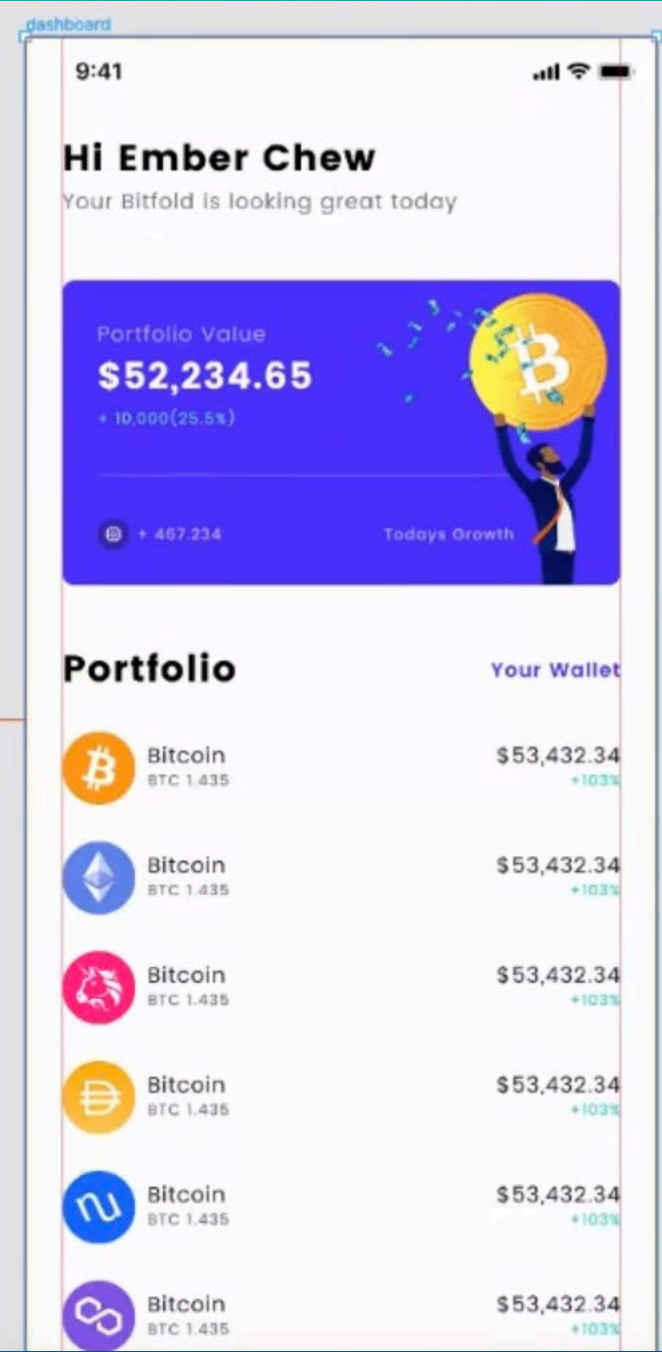 dashboard
9:41
Hi Ember Chew
Your Bitfold is looking great today
Portfolio Value
$52,234.65
+ 10,000(25.5%)
+ 467.234
Todays Growth
Portfolio
Your Wallet
Bitcoin
$53,432.34
BTC 1.435
+103%
Bitcoin
$53,432.34
BTC 1.435
+103%
Bitcoin
$53,432.34
BTC 1.435
+103%
Bitcoin
$53,432.34
BTC 1.435
+103%
Bitcoin
$53,432.34
BTC 1.435
+103%
Bitcoin
$53,432.34
BTC 1.435
+103%